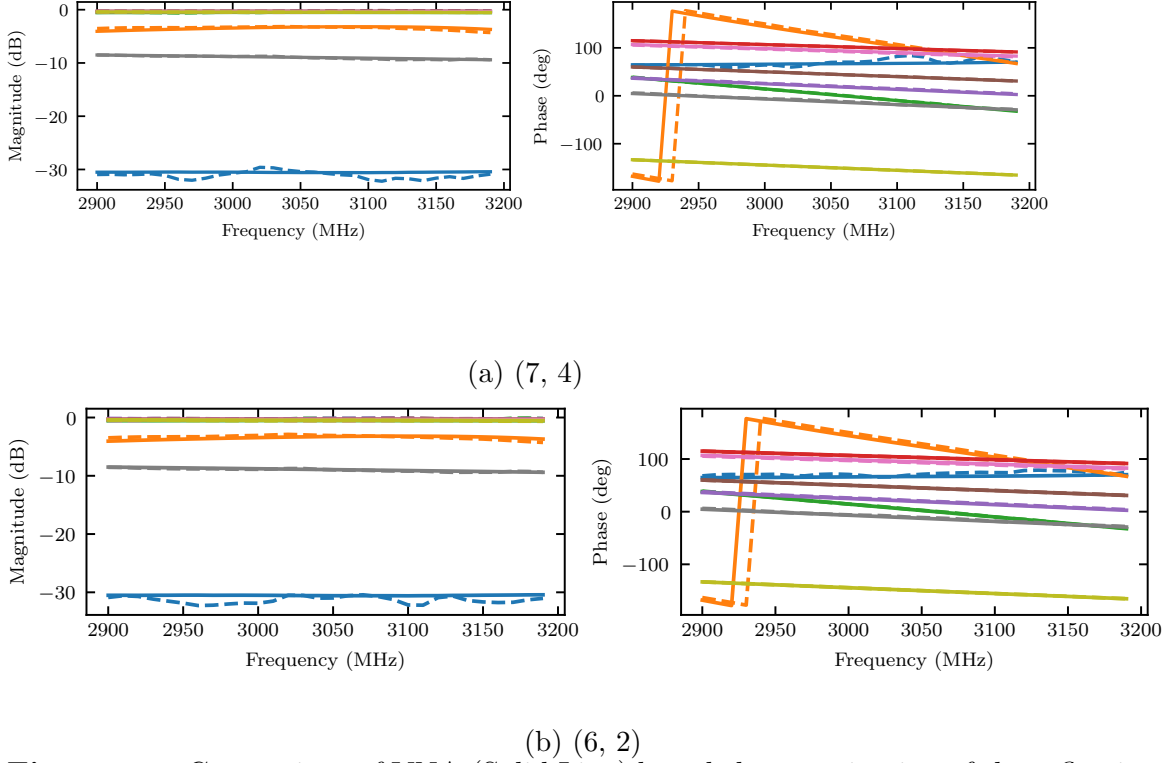 0
−10
−20
−30
Magnitude (dB)
2900 2950 3000 3050 3100 3150 3200
Frequency (MHz)
100
0
−100
Phase (deg)
2900 2950 3000 3050 3100 3150 3200
Frequency (MHz)
(a) (7, 4)
0
−10
−20
−30
Magnitude (dB)
2900 2950 3000 3050 3100 3150 3200
Frequency (MHz)
100
0
−100
Phase (deg)
2900 2950 3000 3050 3100 3150 3200
Frequency (MHz)
(b) (6, 2)
VNA (Solid Line)